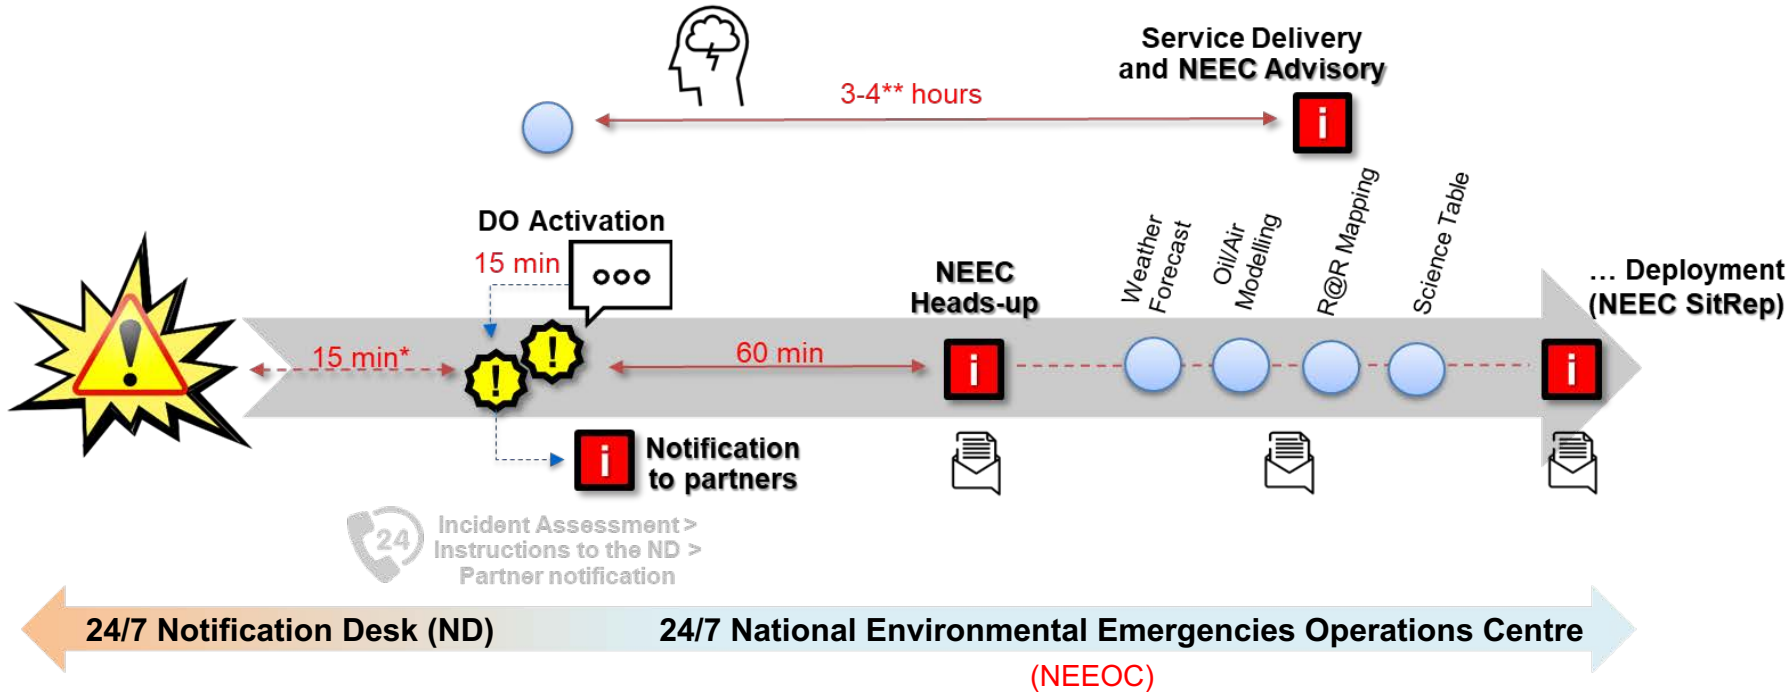 Service Delivery
and NEEC Advisory
3-4** hours
i
DO Activation
15 min
Weather
Forecast
Oil/Air
Modelling
R@R Mapping
Science Table
NEEC
Heads-up
... Deployment
(NEEC SitRep)
!
15 min*
!
!
60 min
i
i
i
Notification
to partners
24
Incident Assessment >
Instructions to the ND >
Partner notification
24/7 Notification Desk (ND)
24/7 National Environmental Emergencies Operations Centre
(NEEOC)